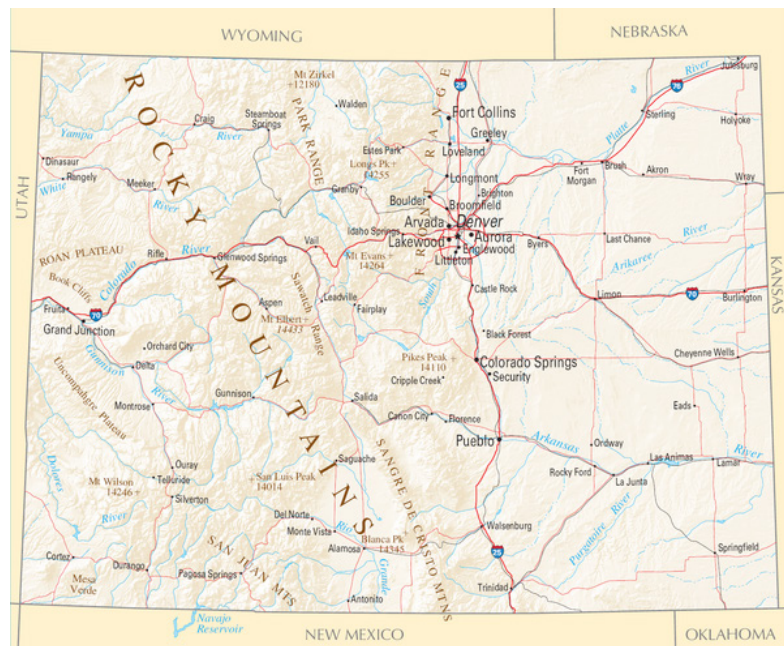 WYOMING
NEBRASKA
UTAH
KANSAS
NEW MEXICO
OKLAHOMA
ROCKY MOUNTAINS
FRONT RANGE
PARK RANGE
Mt Zirkel
+12180
Walden
Craig
Steamboat
Springs
Yampa
River
Dinosaur
Rangely
White
River
Meeker
Estes Park
Longs Pk+
14255
Granby
Fort Collins
Greeley
Loveland
Longmont
Boulder
Broomfield
Brighton
25
Julesburg
River
76
Platte
Sterling
Holyoke
Fort
Morgan
Brush
Akron
Wray
Arvada
Denver
Lakewood
Aurora
Englewood
Littleton
Idaho Springs
Mt Evans+
14264
Byers
Last Chance
River
Arikaree
ROAN PLATEAU
Book Cliffs
Rifle
River
Colorado
Glenwood Springs
Vail
Sawatch Range
Leadville
Fairplay
South
Castle Rock
Limon
70
Burlington
Fruita
70
Grand Junction
Aspen
Mt Elbert+
14433
Orchard City
Gunnison
River
Delta
Black Forest
Pikes Peak +
14110
Colorado Springs
Security
Cripple Creek
Cheyenne Wells
Uncompahgre Plateau
Montrose
Gunnison
Salida
Canon City
Florence
Pueblo
Eads
Arkansas
River
Ordway
Las Animas
Lamar
Rocky Ford
La Junta
Dolores
River
Ouray
Mt Wilson
14246+
Telluride
Silverton
+San Luis Peak
14014
Saguache
SANGRE DE CRISTO MTNS
Del Norte
Rio
Grande
Monte Vista
Alamosa
Blanca Pk
+ 14345
Walsenburg
Purgatoire River
Springfield
25
Cortez
Durango
Mesa
Verde
SAN JUAN MTS
Pagosa Springs
Antonito
Trinidad
Navajo
Reservoir